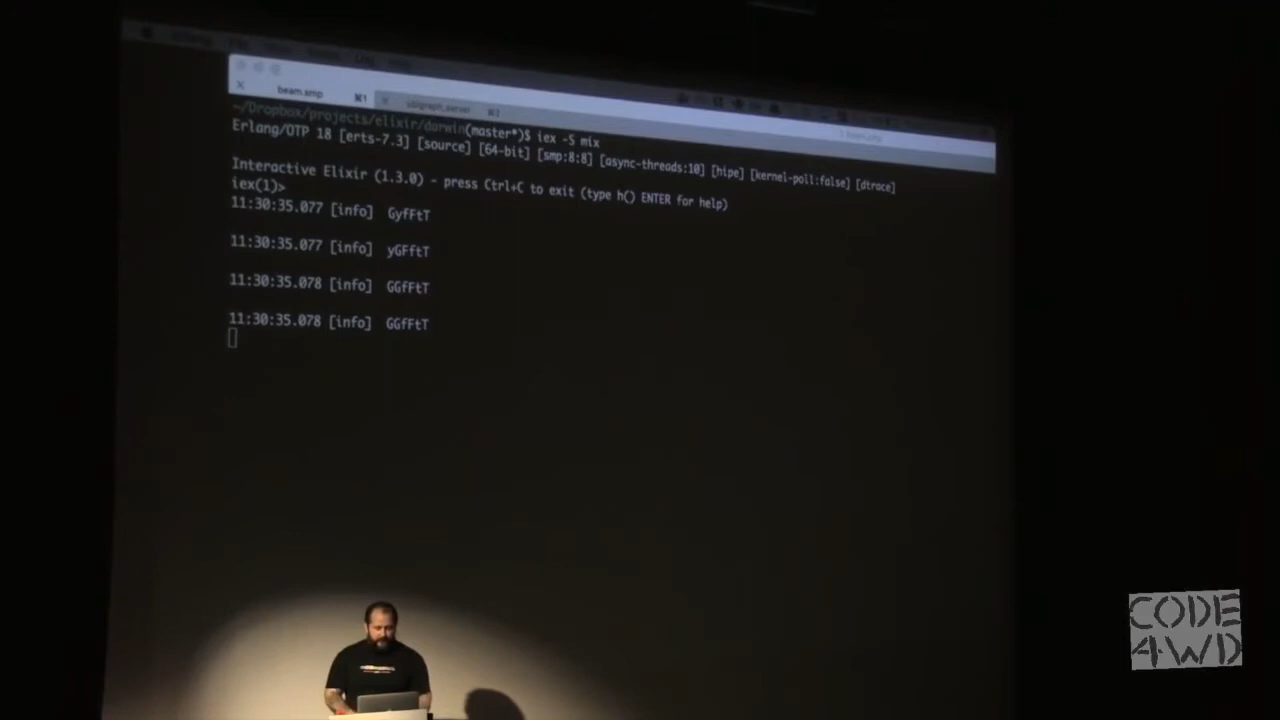 beam.smp ⌘1
~/Dropbox/projects/elixir/darwin(master*)$ iex -S mix
Erlang/OTP 18 [erts-7.3] [source] [64-bit] [smp:8:8] [async-threads:10] [hipe] [kernel-poll:false] [dtrace]
Interactive Elixir (1.3.0) - press Ctrl+C to exit (type h() ENTER for help)
iex(1)>
11:30:35.077 [info] GyfFtT
11:30:35.077 [info] yGFftT
11:30:35.078 [info] GGfFtT
11:30:35.078 [info] GGfFtT
CODE
4WD